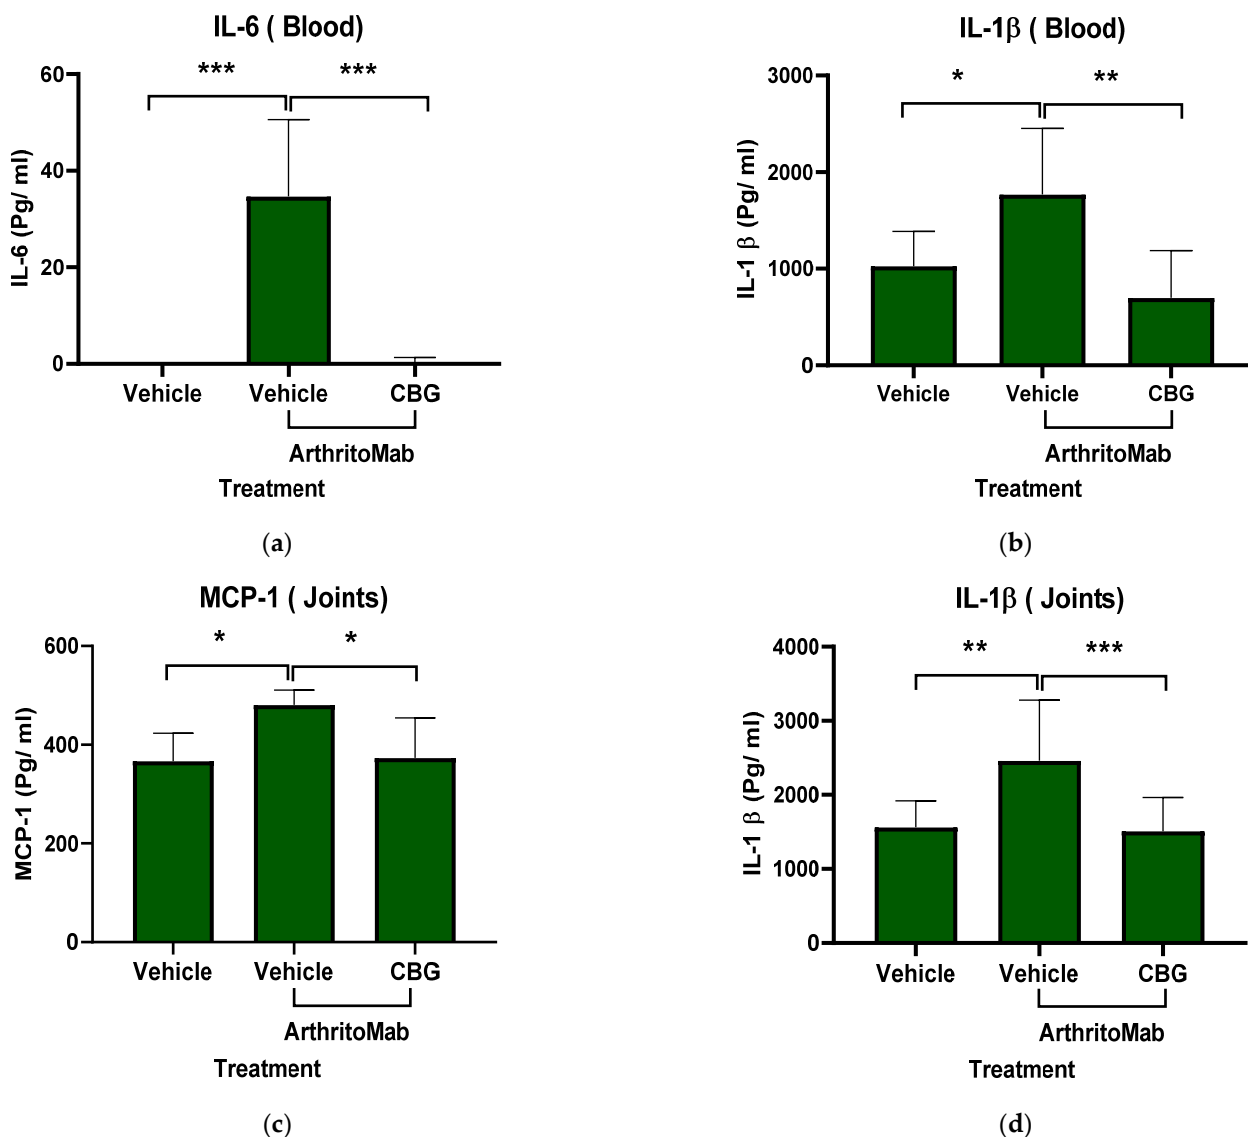 IL-6 ( Blood)
*** ***
60
40
20
0
IL-6 (Pg/ ml)
Vehicle Vehicle CBG
ArthritoMab
Treatment
(a)
IL-1β ( Blood)
* **
3000
2000
1000
0
IL-1 β (Pg/ ml)
Vehicle Vehicle CBG
ArthritoMab
Treatment
(b)
MCP-1 ( Joints)
* *
600
400
200
0
MCP-1 (Pg/ ml)
Vehicle Vehicle CBG
ArthritoMab
Treatment
(c)
IL-1β ( Joints)
** ***
4000
3000
2000
1000
0
IL-1 β (Pg/ ml)
Vehicle Vehicle CBG
ArthritoMab
Treatment
(d)